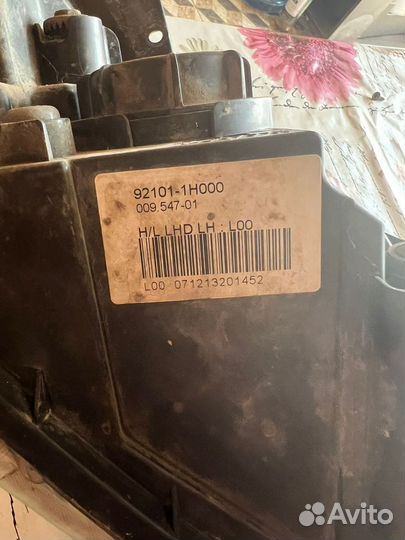 92101-1H000
009.547-01
H/L LHD LH : L00
L00 071213201452
Avito